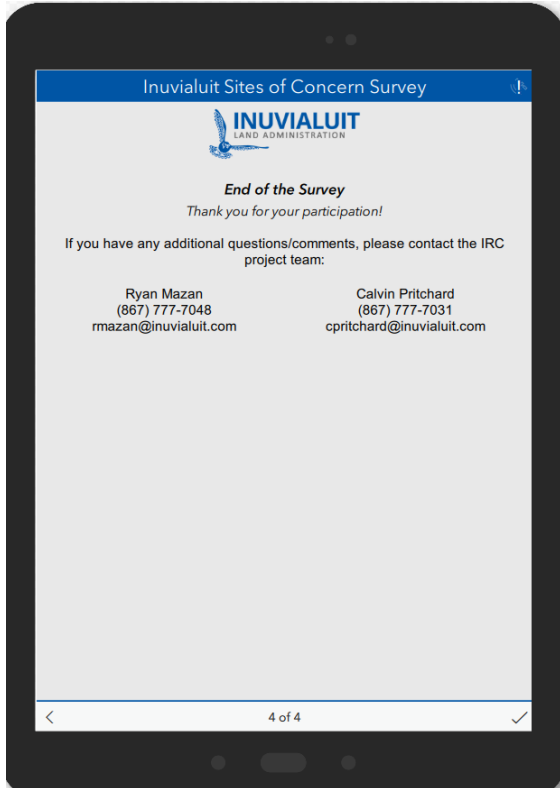 Inuvialuit Sites of Concern Survey
INUVIALUIT
LAND ADMINISTRATION
End of the Survey
Thank you for your participation!
If you have any additional questions/comments, please contact the IRC
project team:
Ryan Mazan
(867) 777-7048
rmazan@inuvialuit.com
Calvin Pritchard
(867) 777-7031
cpritchard@inuvialuit.com
4 of 4